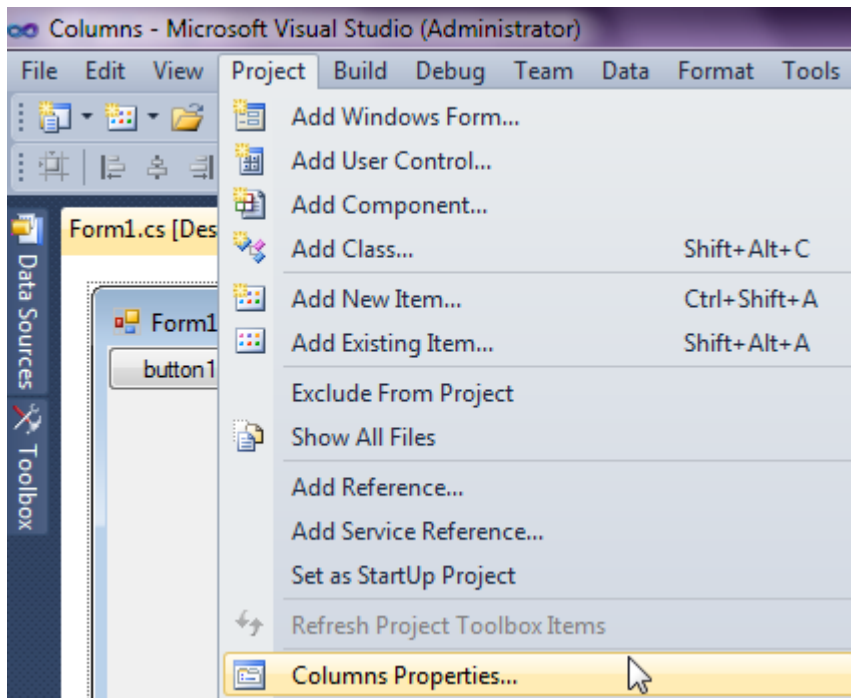 Columns - Microsoft Visual Studio (Administrator)
File Edit View Project Build Debug Team Data Format Tools
Add Windows Form...
Add User Control...
Add Component...
Form1.cs [Des
Add Class... Shift+Alt+C
Add New Item... Ctrl+Shift+A
Form1
Add Existing Item... Shift+Alt+A
button1
Exclude From Project
Show All Files
Add Reference...
Add Service Reference...
Set as StartUp Project
Refresh Project Toolbox Items
Columns Properties...
Data Sources
Toolbox